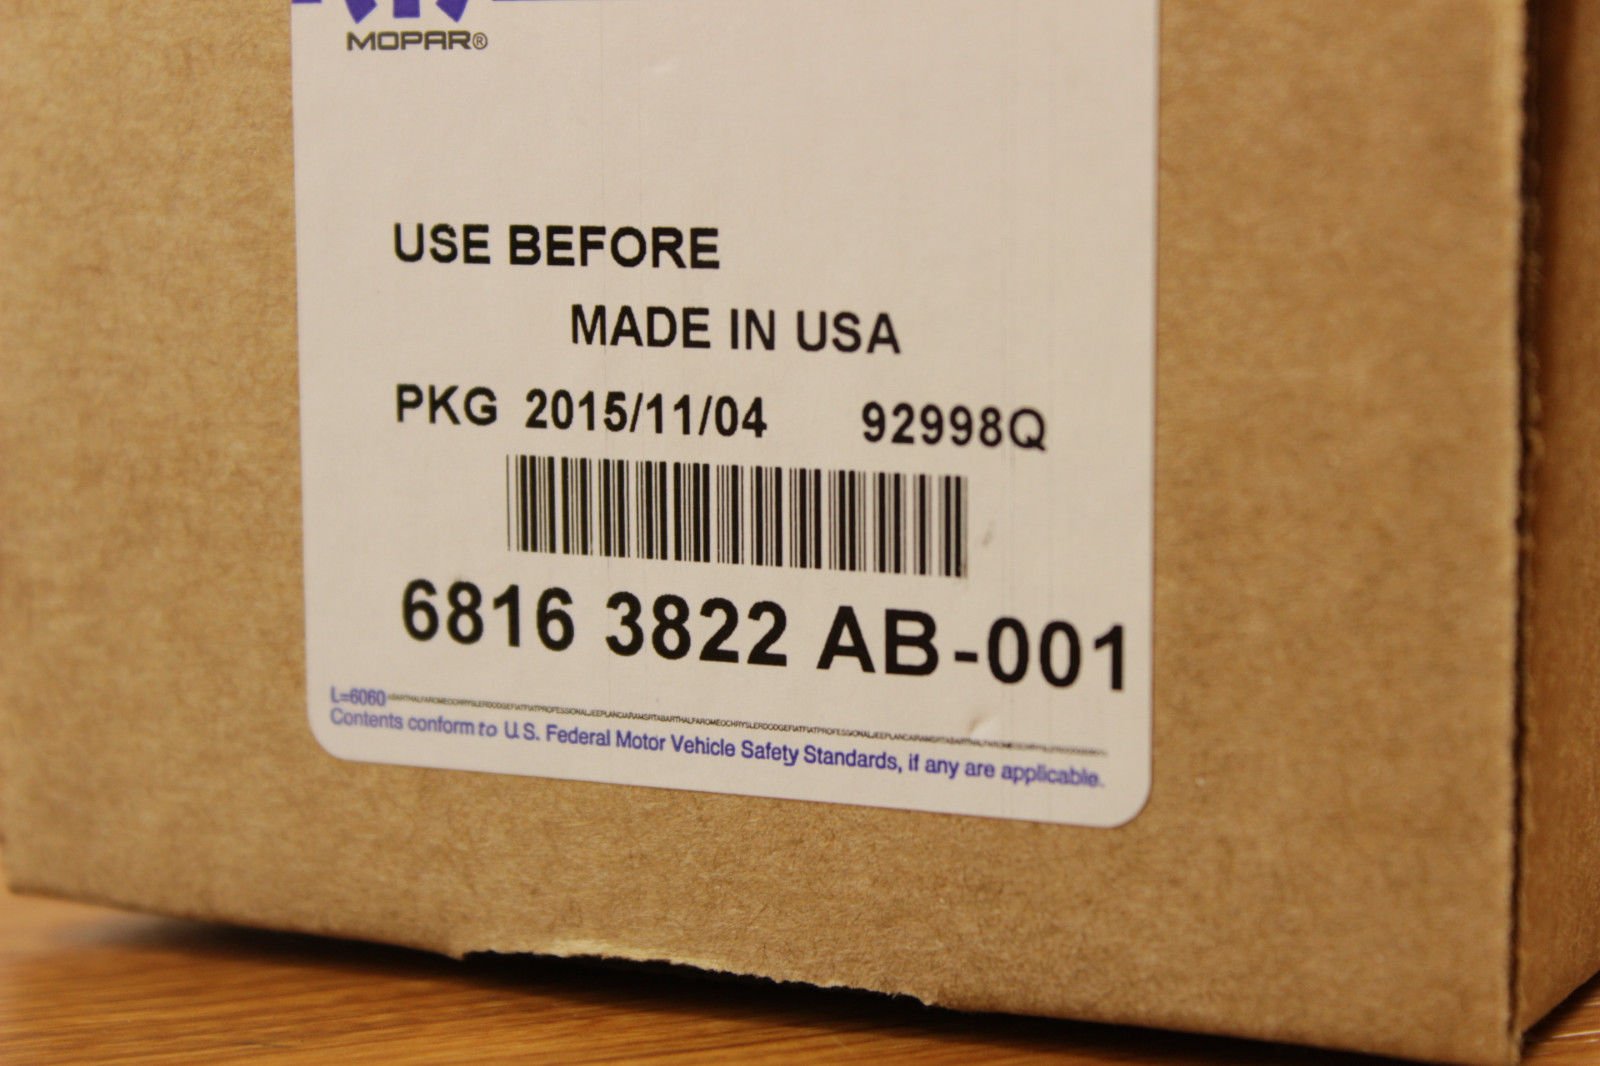 MOPAR®
USE BEFORE
MADE IN USA
PKG 2015/11/04 92998Q
6816 3822 AB-001
L=6060
Contents conform to U.S. Federal Motor Vehicle Safety Standards, if any are applicable.